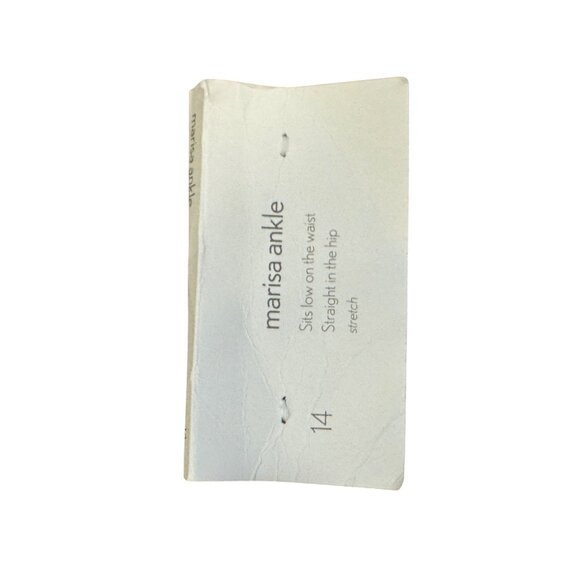 marisa ankle
marisa ankle
Sits low on the waist
Straight in the hip
stretch
14